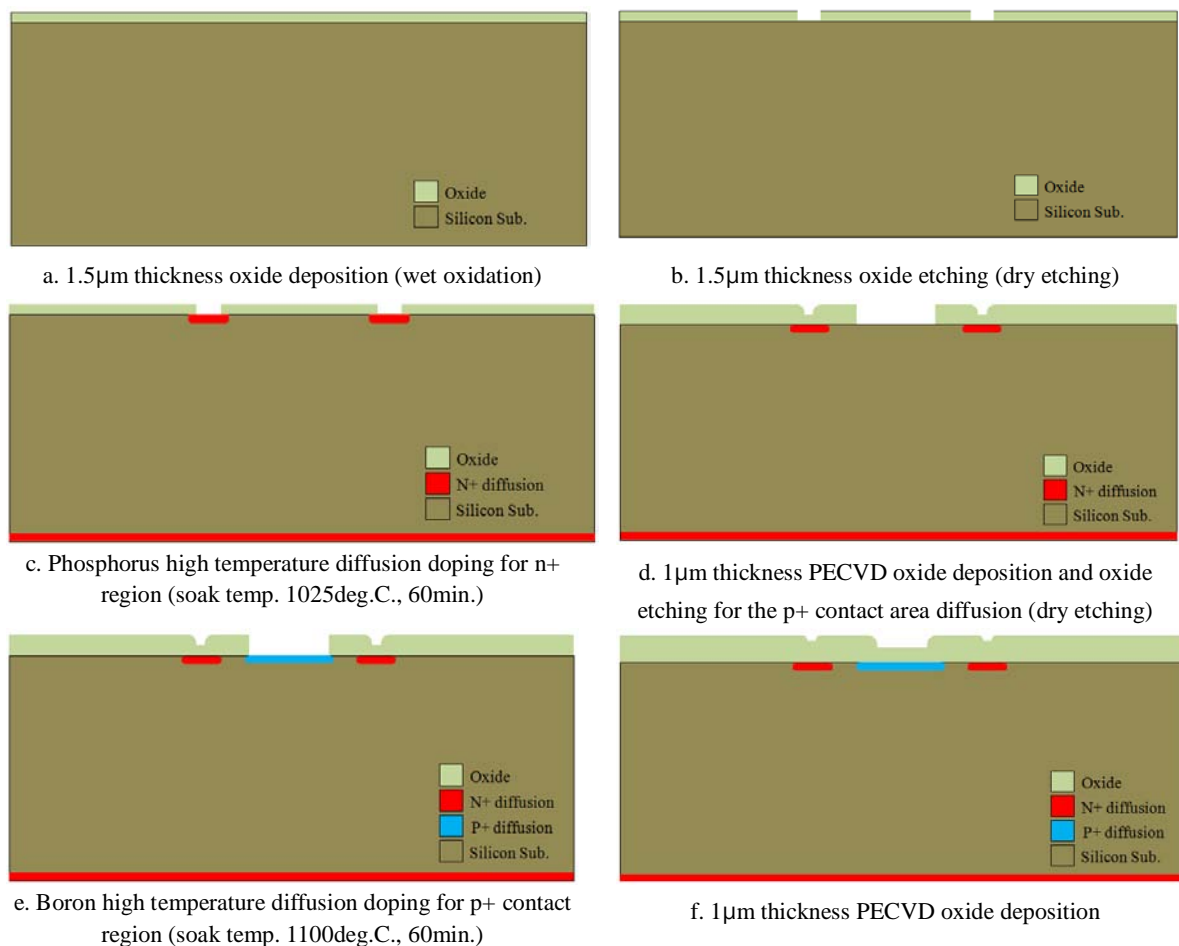 Oxide
Silicon Sub.
a. 1.5μm thickness oxide deposition (wet oxidation)
Oxide
Silicon Sub.
b. 1.5μm thickness oxide etching (dry etching)
Oxide
N+ diffusion
Silicon Sub.
c. Phosphorus high temperature diffusion doping for n+
region (soak temp. 1025deg.C., 60min.)
Oxide
N+ diffusion
Silicon Sub.
d. 1μm thickness PECVD oxide deposition and oxide
etching for the p+ contact area diffusion (dry etching)
Oxide
N+ diffusion
P+ diffusion
Silicon Sub.
e. Boron high temperature diffusion doping for p+ contact
region (soak temp. 1100deg.C., 60min.)
Oxide
N+ diffusion
P+ diffusion
Silicon Sub.
f. 1μm thickness PECVD oxide deposition